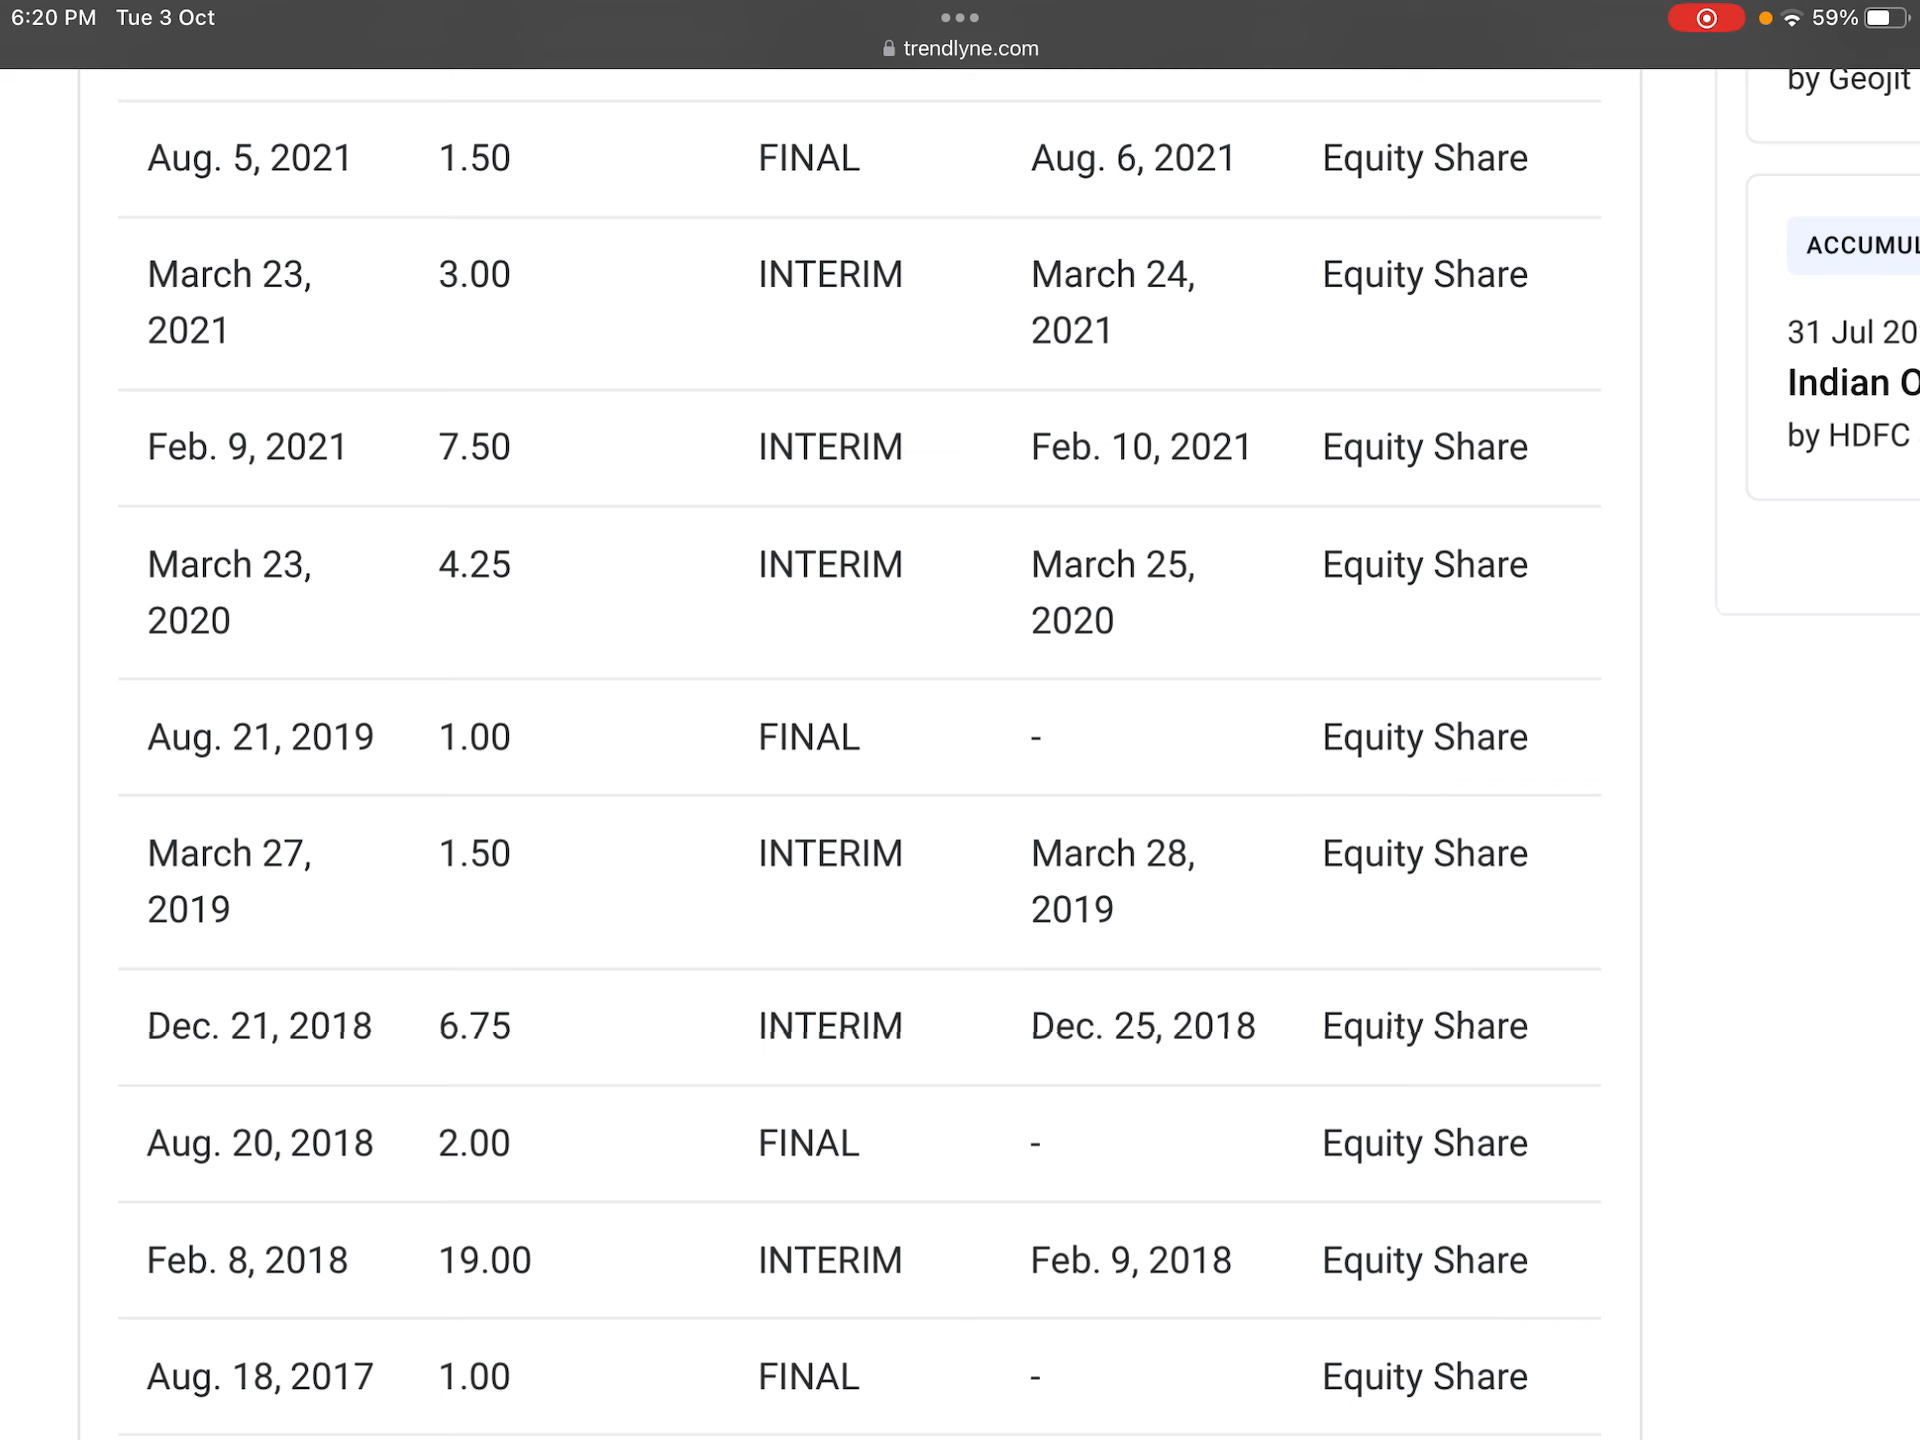 6:20 PM Tue 3 Oct
59%
trendlyne.com
by Geojit
Aug. 5, 2021 1.50 FINAL Aug. 6, 2021 Equity Share
March 23, 3.00 INTERIM March 24, Equity Share
2021 2021
Feb. 9, 2021 7.50 INTERIM Feb. 10, 2021 Equity Share
March 23, 4.25 INTERIM March 25, Equity Share
2020 2020
Aug. 21, 2019 1.00 FINAL - Equity Share
March 27, 1.50 INTERIM March 28, Equity Share
2019 2019
Dec. 21, 2018 6.75 INTERIM Dec. 25, 2018 Equity Share
Aug. 20, 2018 2.00 FINAL - Equity Share
Feb. 8, 2018 19.00 INTERIM Feb. 9, 2018 Equity Share
Aug. 18, 2017 1.00 FINAL - Equity Share
ACCUMUL
31 Jul 20
Indian O
by HDFC